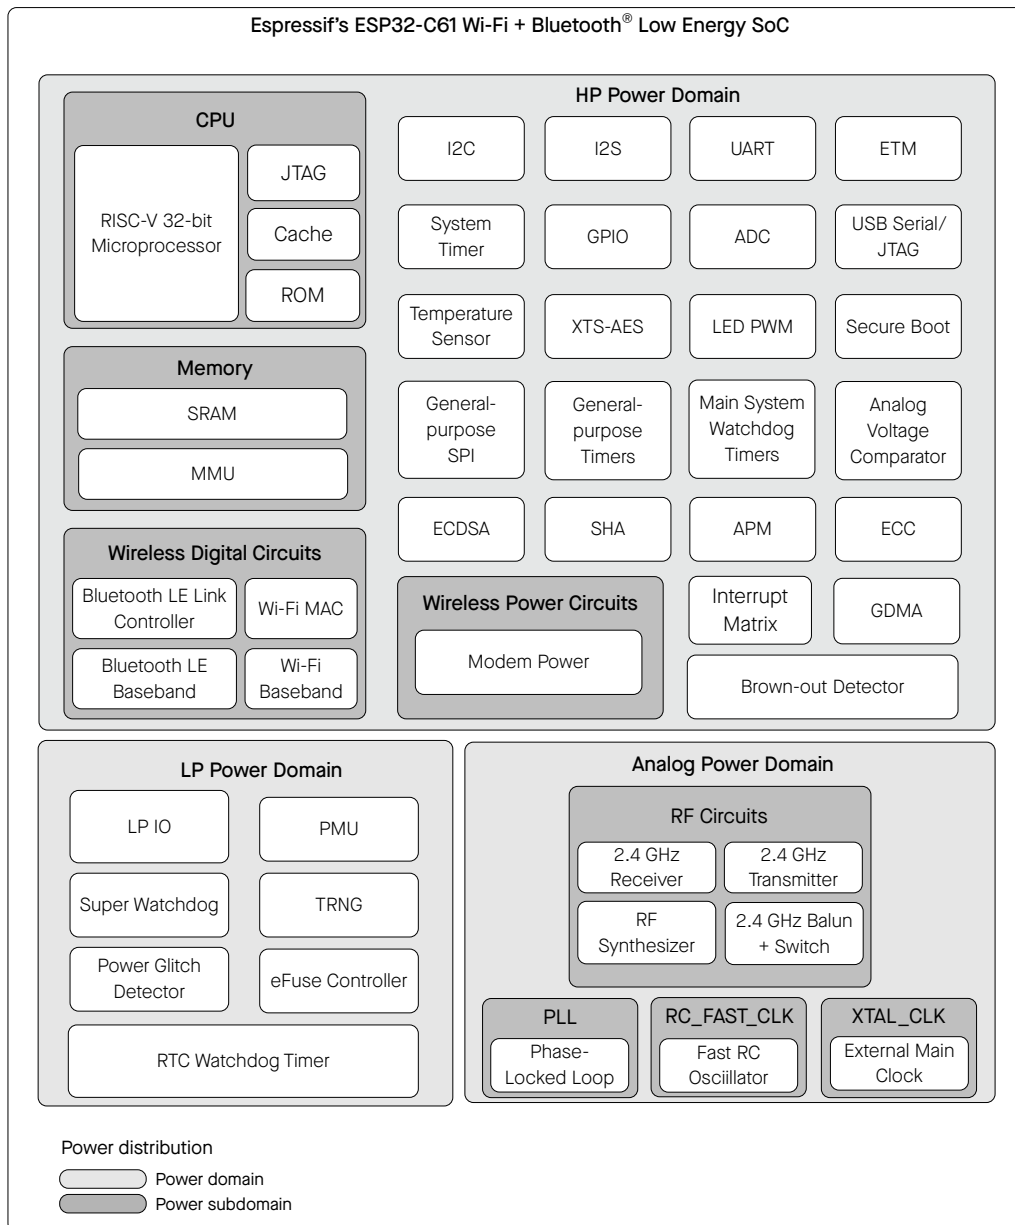 Espressif's ESP32-C61 Wi-Fi + Bluetooth® Low Energy SoC
HP Power Domain
CPU
RISC-V 32-bit
Microprocessor
JTAG
Cache
ROM
Memory
SRAM
MMU
Wireless Digital Circuits
Bluetooth LE Link
Controller
Wi-Fi MAC
Bluetooth LE
Baseband
Wi-Fi
Baseband
I2C
I2S
UART
ETM
System
Timer
GPIO
ADC
USB Serial/
JTAG
Temperature
Sensor
XTS-AES
LED PWM
Secure Boot
General-
purpose
SPI
General-
purpose
Timers
Main System
Watchdog
Timers
Analog
Voltage
Comparator
ECDSA
SHA
APM
ECC
Wireless Power Circuits
Modem Power
Interrupt
Matrix
GDMA
Brown-out Detector
LP Power Domain
LP IO
PMU
Super Watchdog
TRNG
Power Glitch
Detector
eFuse Controller
RTC Watchdog Timer
Analog Power Domain
RF Circuits
2.4 GHz
Receiver
2.4 GHz
Transmitter
RF
Synthesizer
2.4 GHz Balun
+ Switch
PLL
Phase-
Locked Loop
RC_FAST_CLK
Fast RC
Osciillator
XTAL_CLK
External Main
Clock
Power distribution
Power domain
Power subdomain